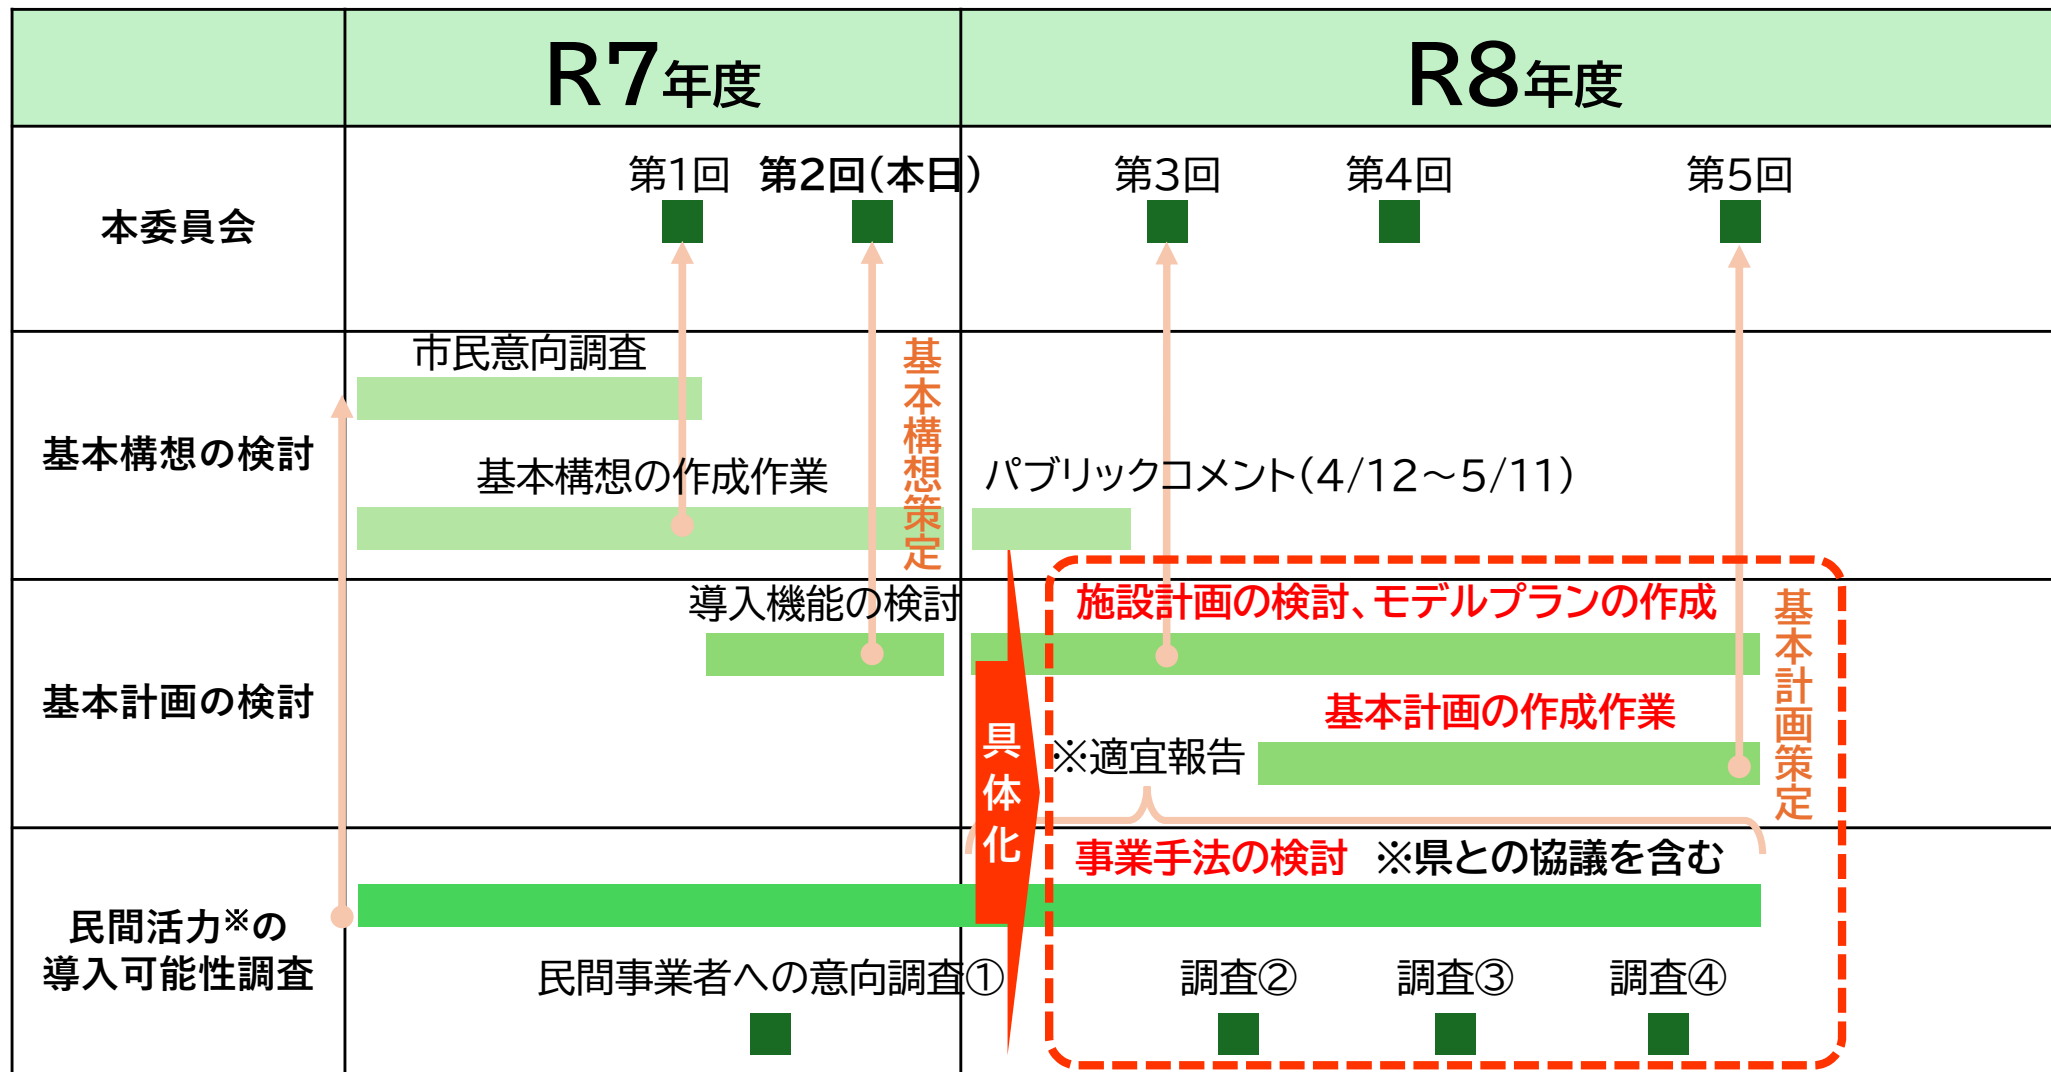 R7年度
R8年度
本委員会
第1回
第2回(本日)
第3回
第4回
第5回
基本構想の検討
市民意向調査
基本構想の作成作業
基本構想策定
パブリックコメント(4/12～5/11)
基本計画の検討
導入機能の検討
施設計画の検討、モデルプランの作成
基本計画の作成作業
※適宜報告
基本計画策定
具体化
民間活力※の
導入可能性調査
事業手法の検討 ※県との協議を含む
民間事業者への意向調査①
調査②
調査③
調査④